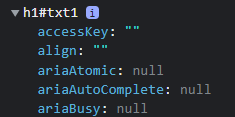 ▼ h1#txt1 i
accessKey: ""
align: ""
ariaAtomic: null
ariaAutoComplete: null
ariaBusy: null